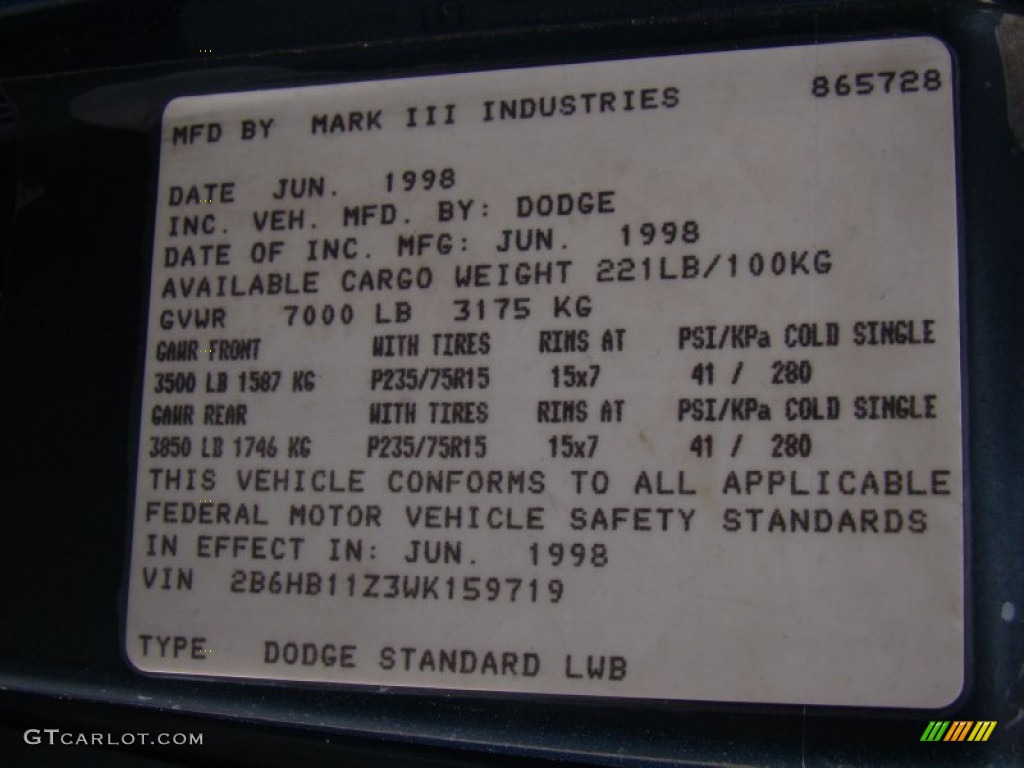 MFD BY MARK III INDUSTRIES 865728
DATE JUN. 1998
INC. VEH. MFD. BY: DODGE
DATE OF INC. MFG: JUN. 1998
AVAILABLE CARGO WEIGHT 221LB/100KG
GVWR 7000 LB 3175 KG
GAWR FRONT WITH TIRES RIMS AT PSI/KPa COLD SINGLE
3500 LB 1587 KG P235/75R15 15x7 41 / 280
GAWR REAR WITH TIRES RIMS AT PSI/KPa COLD SINGLE
3850 LB 1746 KG P235/75R15 15x7 41 / 280
THIS VEHICLE CONFORMS TO ALL APPLICABLE
FEDERAL MOTOR VEHICLE SAFETY STANDARDS
IN EFFECT IN: JUN. 1998
VIN 2B6HB11Z3WK159719
TYPE DODGE STANDARD LWB
GTCARLOT.COM